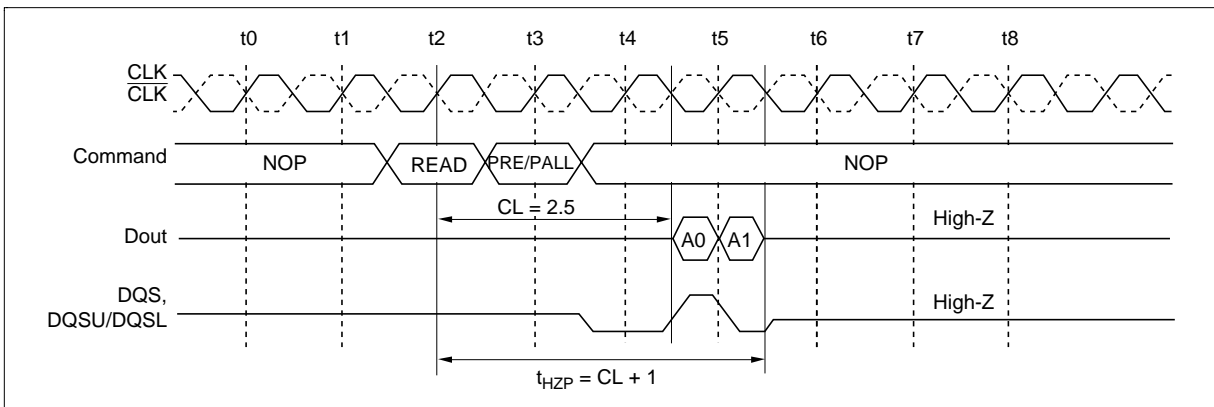 t0 t1 t2 t3 t4 t5 t6 t7 t8
CLK
CLK
Command NOP READ PRE/PALL NOP
CL = 2.5
Dout A0 A1 High-Z
DQS,
DQSU/DQSL High-Z
tHZP = CL + 1